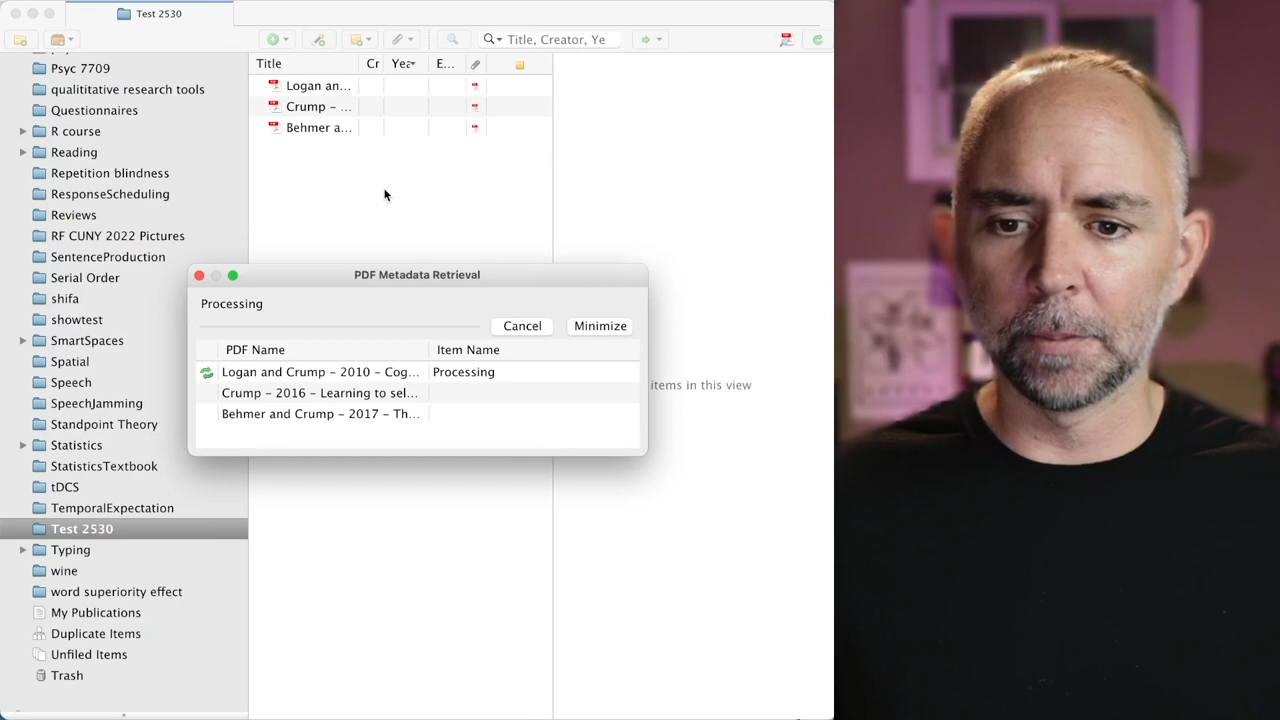 Test 2530
Title, Creator, Ye
Title
Cr
Yea
E...
Psyc 7709
qualititative research tools
Questionnaires
R course
Reading
Repetition blindness
ResponseScheduling
Reviews
RF CUNY 2022 Pictures
SentenceProduction
Serial Order
shifa
showtest
SmartSpaces
Spatial
Speech
SpeechJamming
Standpoint Theory
Statistics
StatisticsTextbook
tDCS
TemporalExpectation
Test 2530
Typing
wine
word superiority effect
My Publications
Duplicate Items
Unfiled Items
Trash
Logan an...
Crump – ...
Behmer a...
PDF Metadata Retrieval
Processing
Cancel
Minimize
PDF Name
Item Name
Logan and Crump – 2010 – Cog...
Processing
Crump – 2016 – Learning to sel...
Behmer and Crump – 2017 – Th...
items in this view